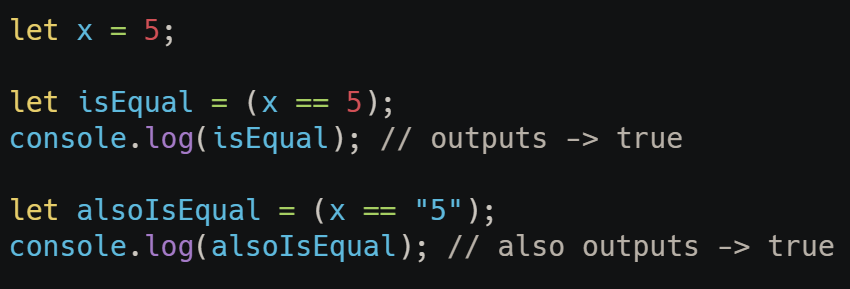 let x = 5;
let isEqual = (x == 5);
console.log(isEqual); // outputs -> true
let alsoIsEqual = (x == "5");
console.log(alsoIsEqual); // also outputs -> true